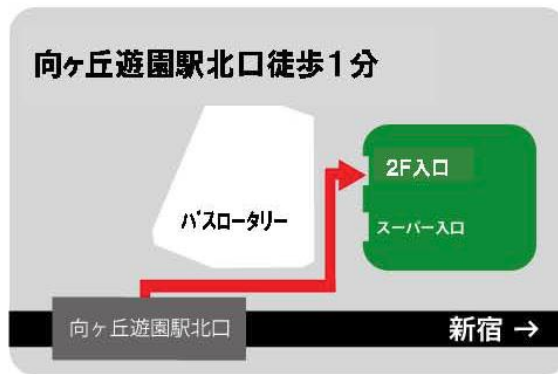 向ヶ丘遊園駅北口徒歩1分
2F入口
バスロータリー
スーパー入口
向ヶ丘遊園駅北口
新宿 →